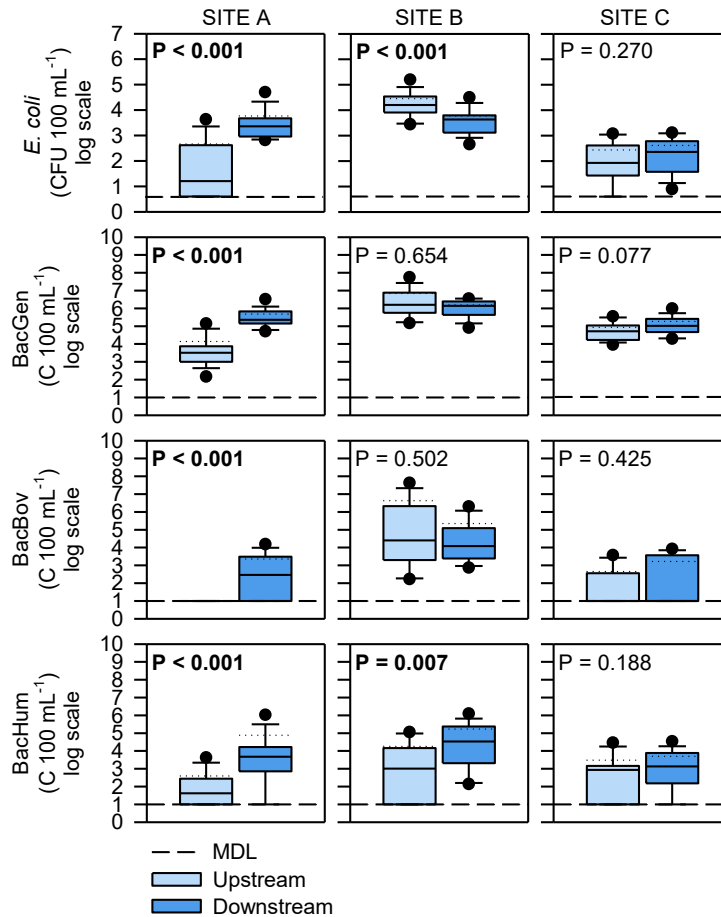 SITE A SITE B SITE C
E. coli
(CFU 100 mL⁻¹)
log scale
7
6
5
4
3
2
1
0
P < 0.001
P < 0.001
P = 0.270
BacGen
(C 100 mL⁻¹)
log scale
10
9
8
7
6
5
4
3
2
1
0
P < 0.001
P = 0.654
P = 0.077
BacBov
(C 100 mL⁻¹)
log scale
10
9
8
7
6
5
4
3
2
1
0
P < 0.001
P = 0.502
P = 0.425
BacHum
(C 100 mL⁻¹)
log scale
10
9
8
7
6
5
4
3
2
1
0
P < 0.001
P = 0.007
P = 0.188
MDL
Upstream
Downstream